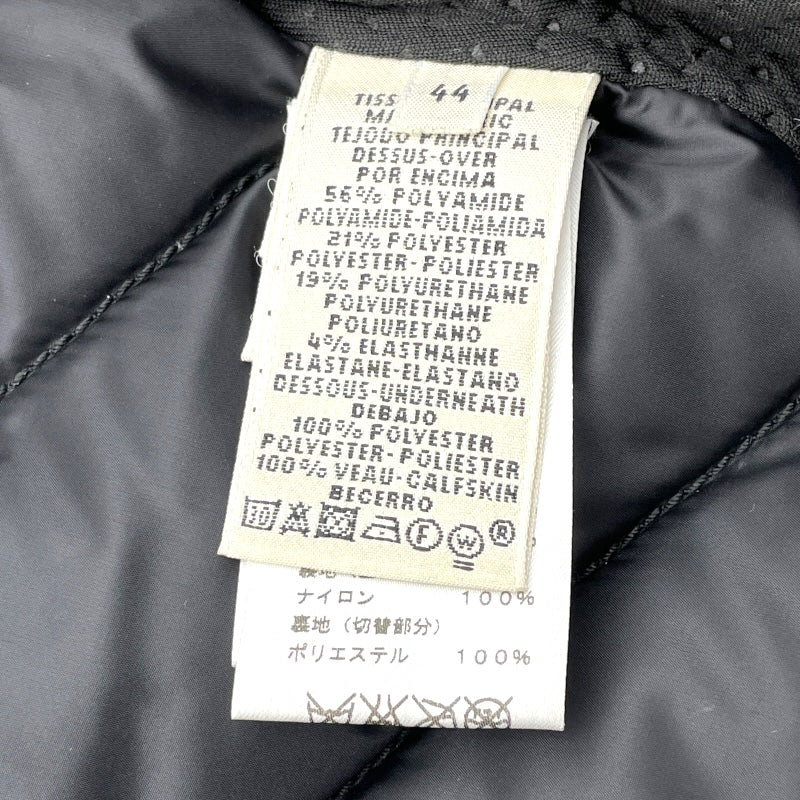 44
TISS PAL
IC
TEJODO PRINCIPAL
DESSUS-OVER
POR ENCIMA
56% POLYAMIDE
POLYAMIDE-POLIAMIDA
21% POLYESTER
POLYESTER-POLIESTER
19% POLYURETHANE
POLYURETHANE
POLIURETANO
4% ELASTHANNE
ELASTANE-ELASTANO
DESSOUS-UNDERNEATH
DEBAJO
100% POLYESTER
POLYESTER-POLIESTER
100% VEAU-CALFSKIN
BECERRO
30 F W ®
ナイロン 100%
裏地(切替部分)
ポリエステル 100%